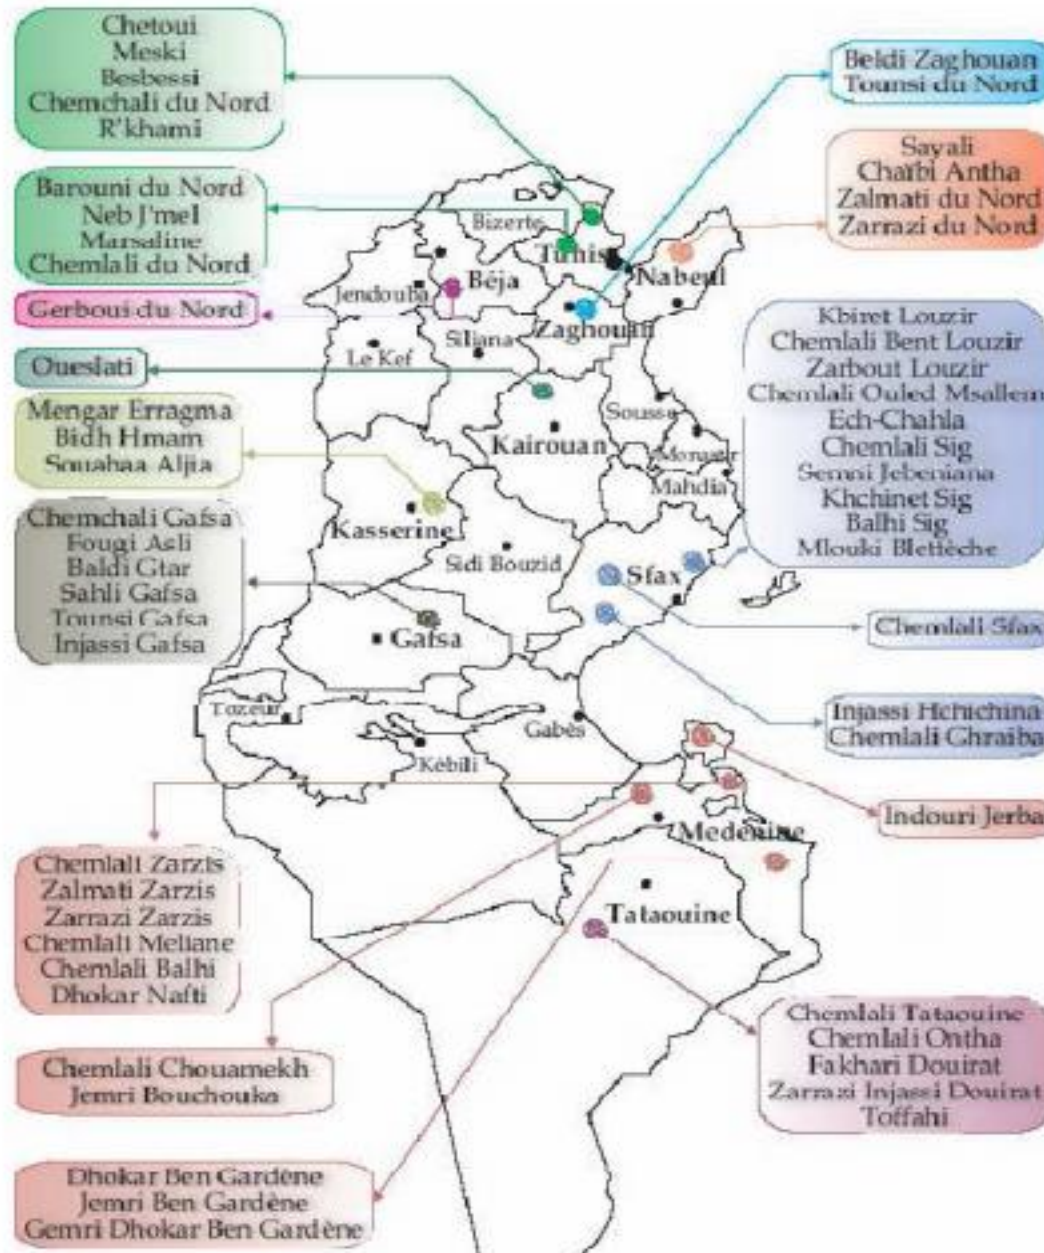 Chetoui
Meski
Besbessi
Chemchali du Nord
R'khami
Beldi Zaghouan
Tounsi du Nord
Sayali
Chaïbi Antha
Zalmati du Nord
Zarrazi du Nord
Barouni du Nord
Neb J'mel
Marsaline
Chemlali du Nord
Gerboui du Nord
Oueslati
Mengar Erragma
Bidh Hmam
Souabaa Aljia
Chemchali Gafsa
Fougi Asli
Baldi Gtar
Sahli Gafsa
Tounsi Gafsa
Injassi Gafsa
Kbiret Louzir
Chemlali Bent Louzir
Zarbout Louzir
Chemlali Ouled Msallem
Ech-Chahla
Chemlali Sig
Semni Jebeniana
Khchinet Sig
Balhi Sig
Mlouki Bletièche
Chemlali Sfax
Injassi Hchichina
Chemlali Ghraiba
Indouri Jerba
Bizerte
Tunis
Béja
Nabeul
Jendouba
Zaghouan
Siliana
Le Kef
Sousse
Kairouan
Monastir
Mahdia
Kasserine
Sidi Bouzid
Sfax
Gafsa
Tozeur
Gabès
Kébili
Medenine
Tataouine
Chemlali Zarzis
Zalmati Zarzis
Zarrazi Zarzis
Chemlali Meliane
Chemlali Balhi
Dhokar Nafti
Chemlali Chouamekh
Jemri Bouchouka
Chemlali Tataouine
Chemlali Ontha
Fakhari Douirat
Zarrazi Injassi Douirat
Toffahi
Dhokar Ben Gardène
Jemri Ben Gardène
Gemri Dhokar Ben Gardène